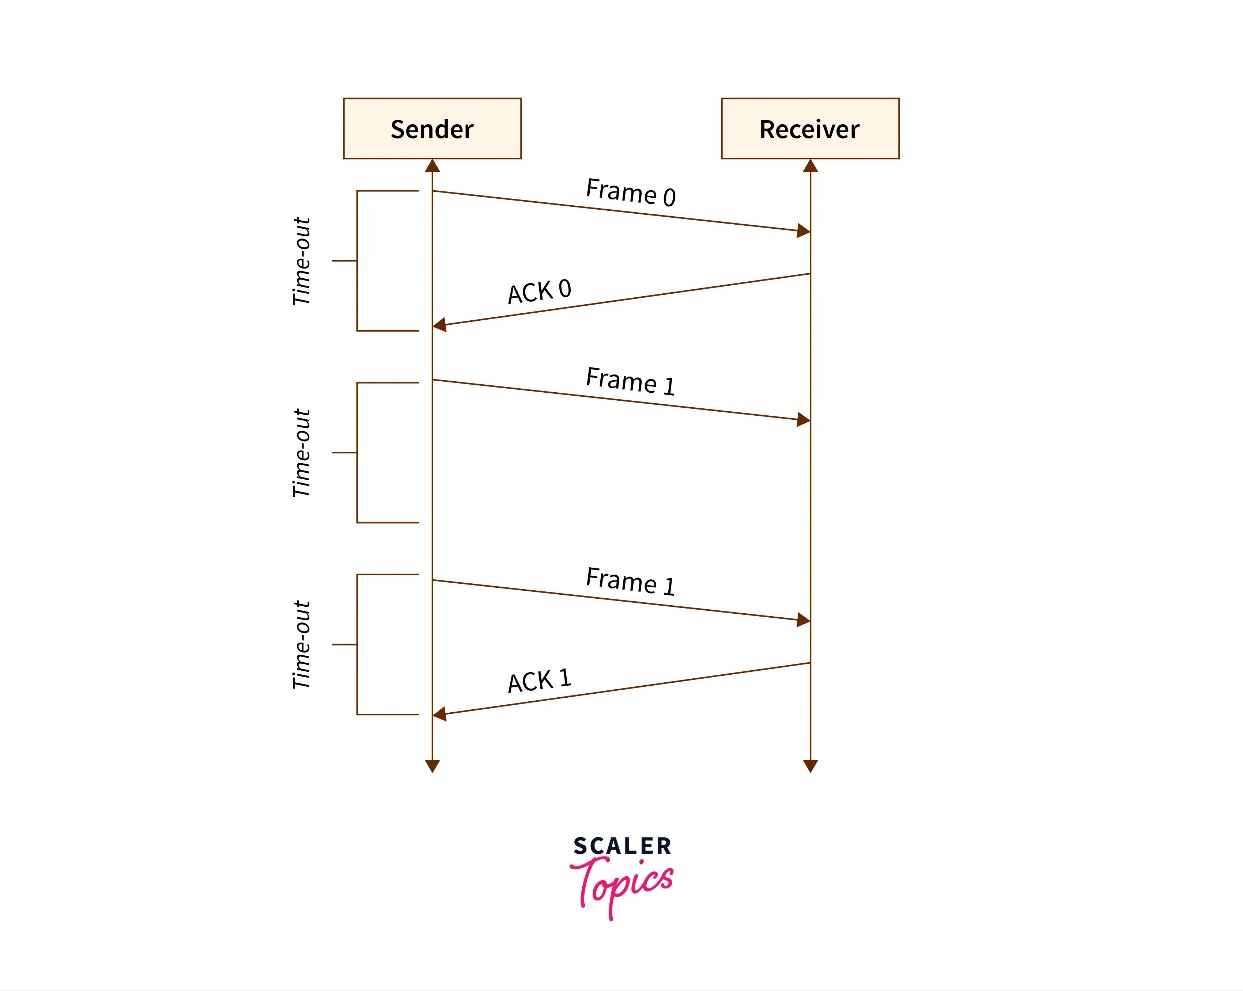 Sender
Receiver
Time-out
Frame 0
ACK 0
Time-out
Frame 1
Time-out
Frame 1
ACK 1
SCALER
Topics